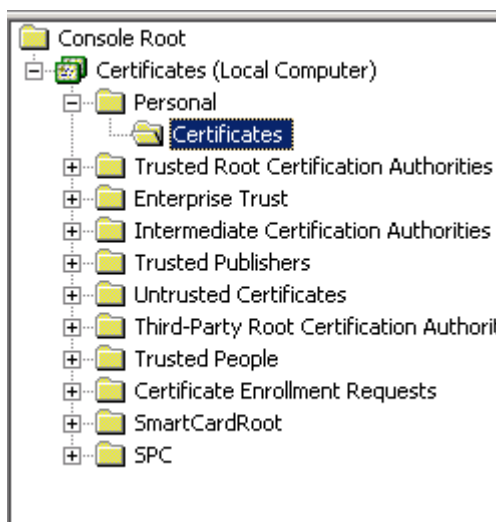 Console Root
Certificates (Local Computer)
Personal
Certificates
Trusted Root Certification Authorities
Enterprise Trust
Intermediate Certification Authorities
Trusted Publishers
Untrusted Certificates
Third-Party Root Certification Authorit
Trusted People
Certificate Enrollment Requests
SmartCardRoot
SPC